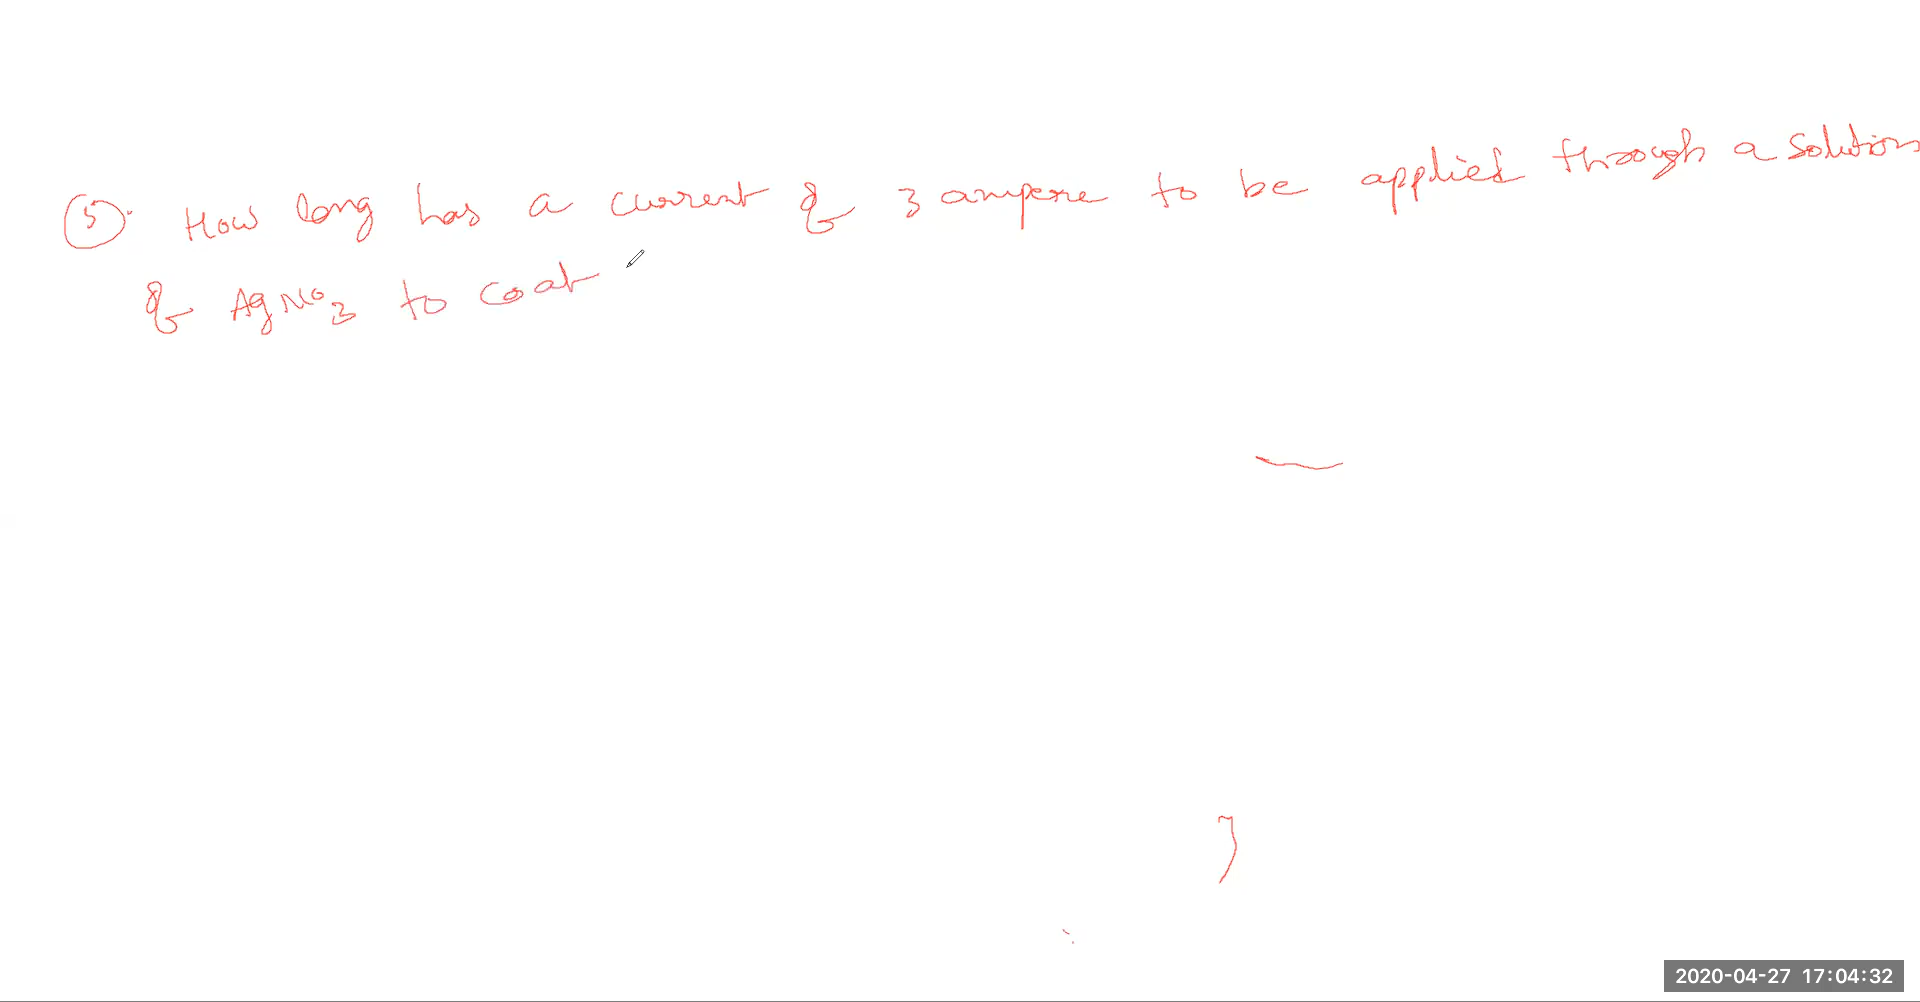 5. How long has a current of 3 ampere to be applied through a solution
of AgNO3 to coat
2020-04-27 17:04:32